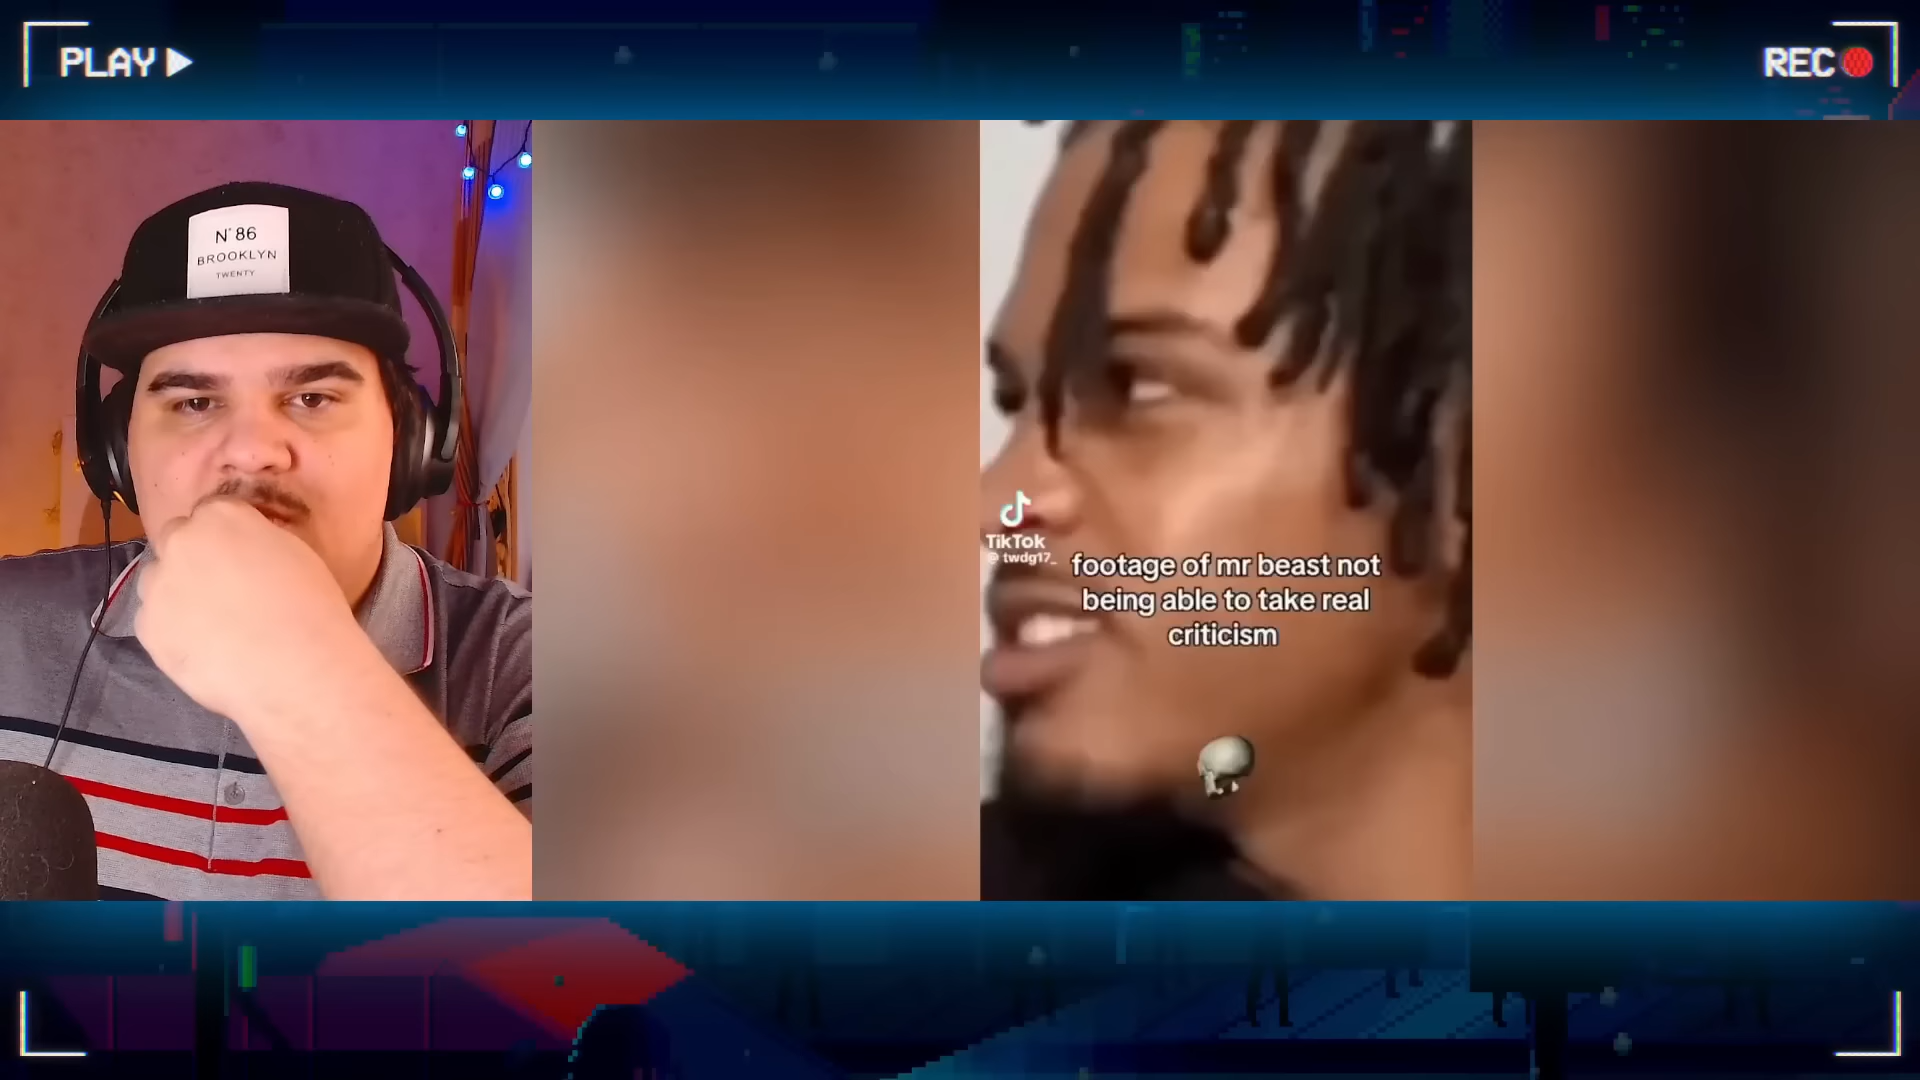 PLAY
REC
N°86
BROOKLYN
TWENTY
TikTok
@ twdg17_
footage of mr beast not
being able to take real
criticism